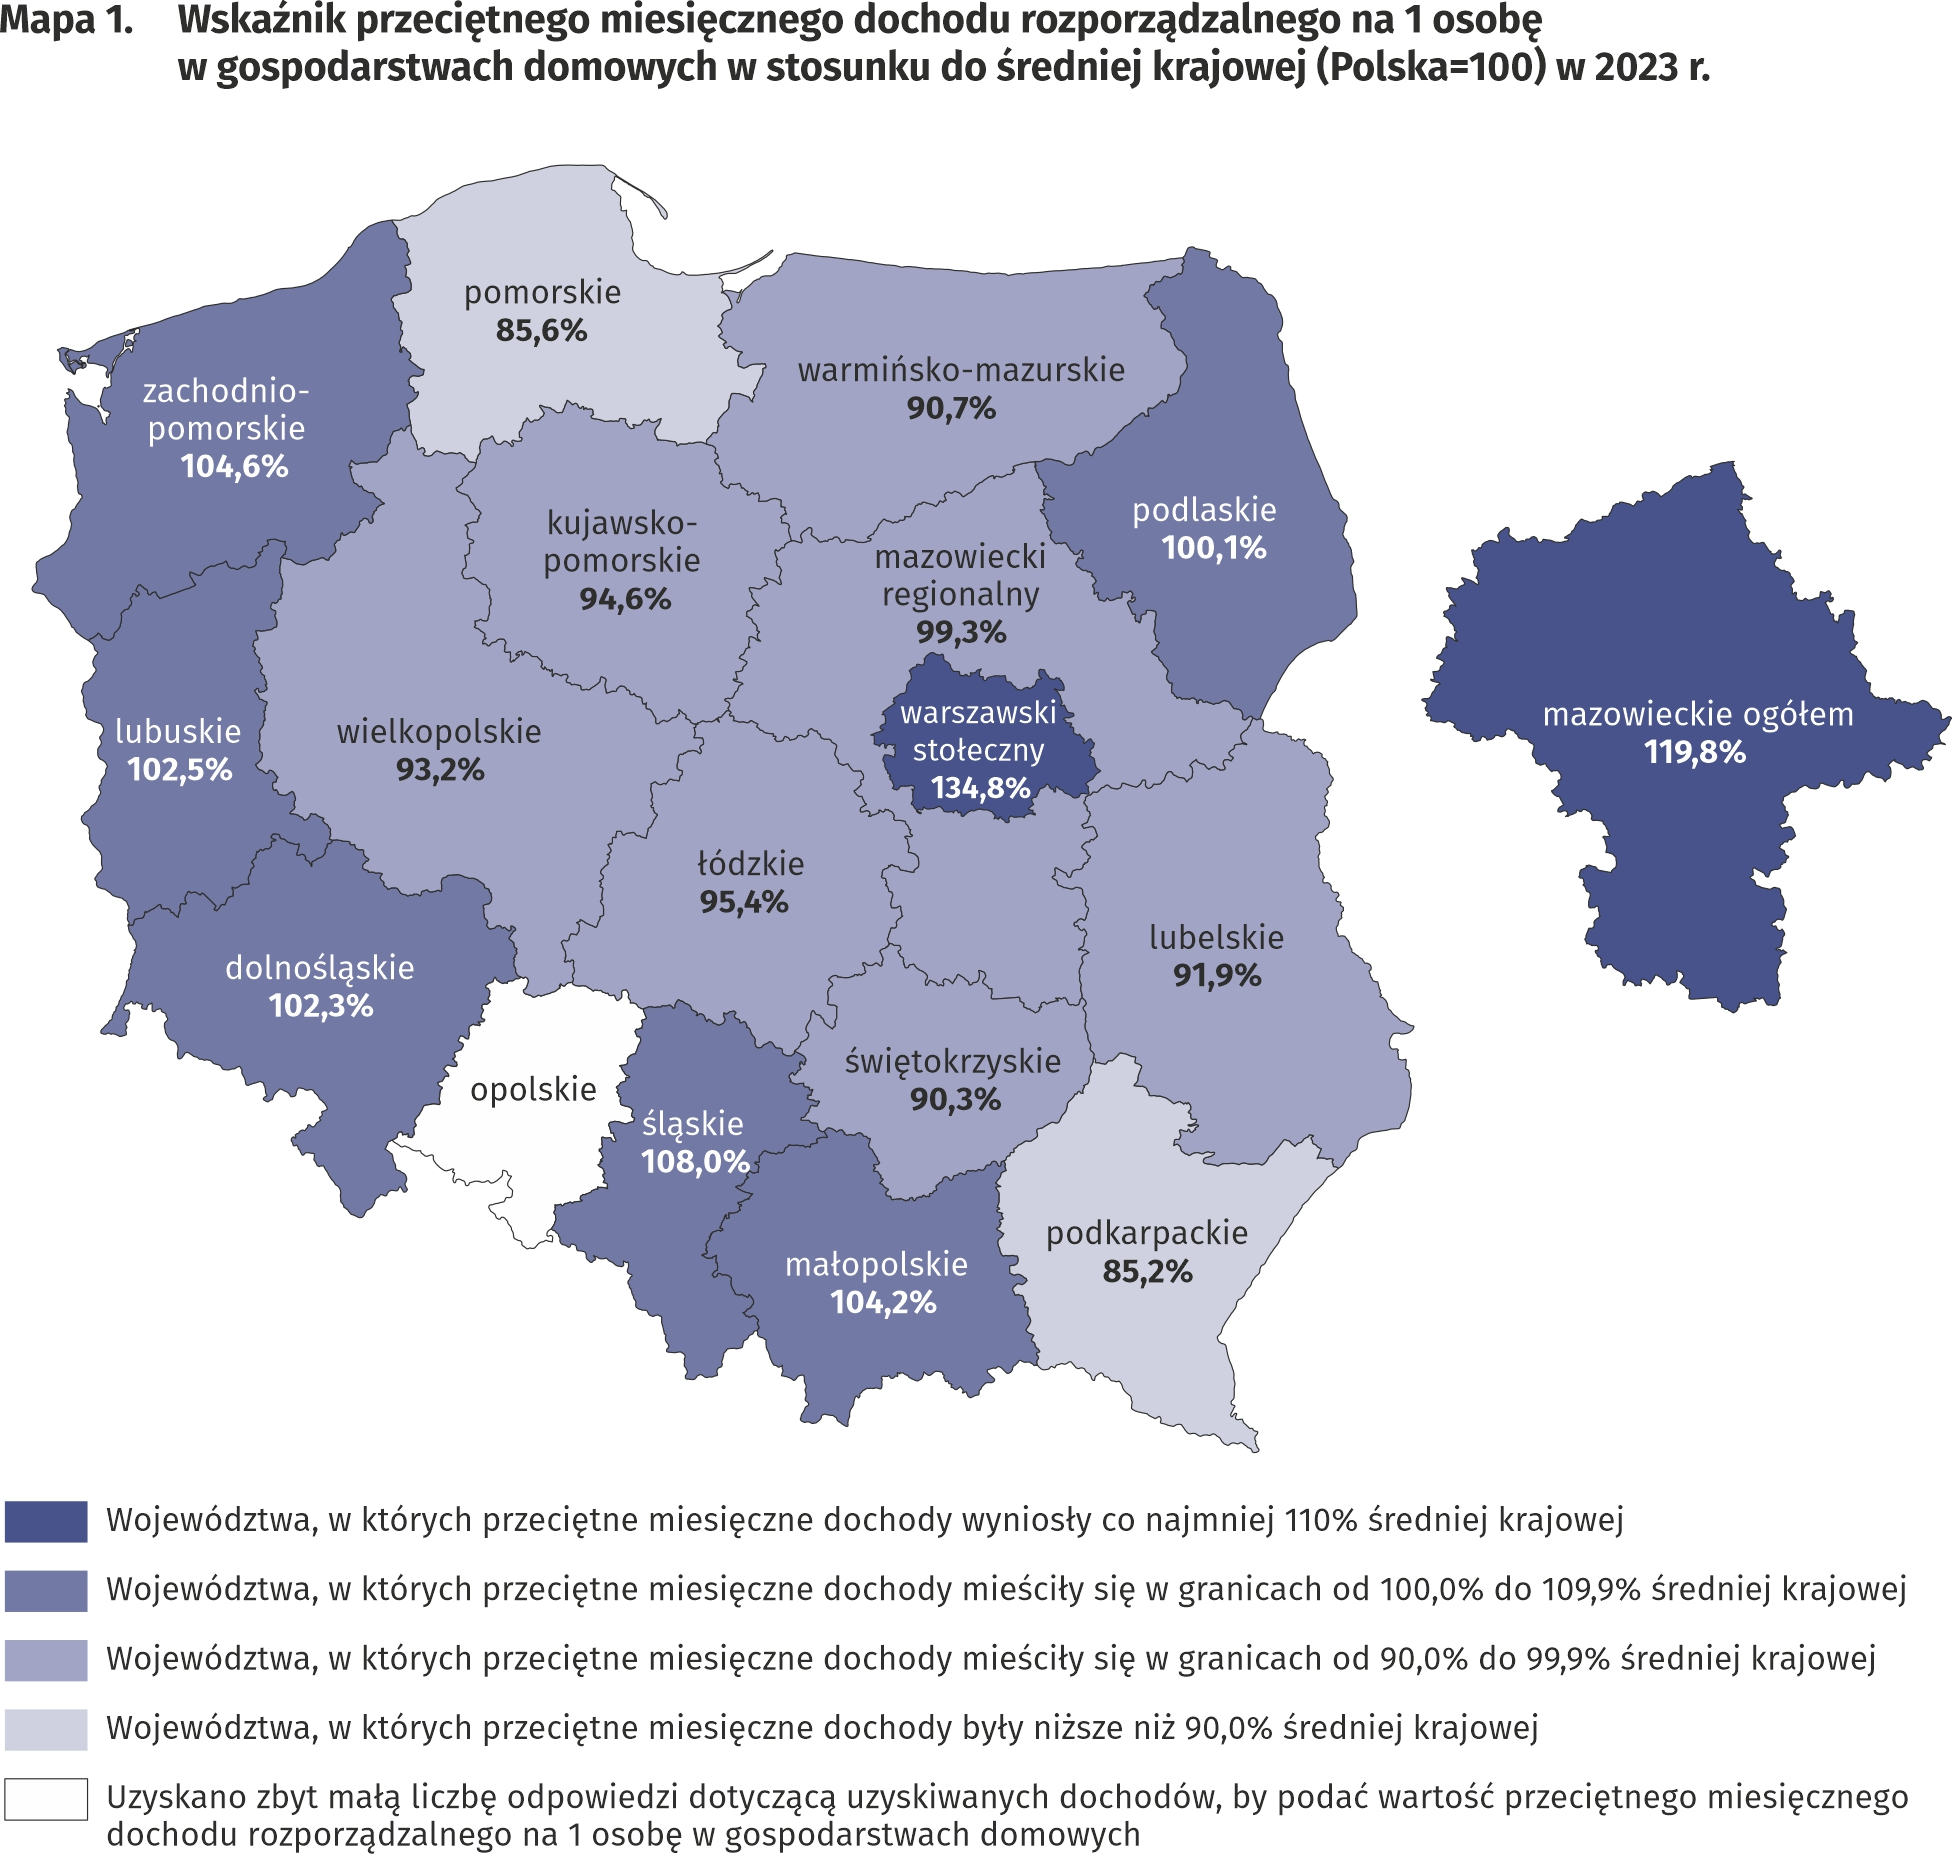 Mapa 1. Wskaźnik przeciętnego miesięcznego dochodu rozporządzalnego na 1 osobę
w gospodarstwach domowych w stosunku do średniej krajowej (Polska=100) w 2023 r.
pomorskie
85,6%
warmińsko-mazurskie
90,7%
zachodnio-
pomorskie
104,6%
kujawsko-
pomorskie
94,6%
mazowiecki
regionalny
99,3%
podlaskie
100,1%
lubuskie
102,5%
wielkopolskie
93,2%
warszawski
stołeczny
134,8%
mazowieckie ogółem
119,8%
łódzkie
95,4%
lubelskie
91,9%
dolnośląskie
102,3%
opolskie
śląskie
108,0%
świętokrzyskie
90,3%
małopolskie
104,2%
podkarpackie
85,2%
Województwa, w których przeciętne miesięczne dochody wyniosły co najmniej 110% średniej krajowej
Województwa, w których przeciętne miesięczne dochody mieściły się w granicach od 100,0% do 109,9% średniej krajowej
Województwa, w których przeciętne miesięczne dochody mieściły się w granicach od 90,0% do 99,9% średniej krajowej
Województwa, w których przeciętne miesięczne dochody były niższe niż 90,0% średniej krajowej
Uzyskano zbyt małą liczbę odpowiedzi dotyczącą uzyskiwanych dochodów, by podać wartość przeciętnego miesięcznego
dochodu rozporządzalnego na 1 osobę w gospodarstwach domowych